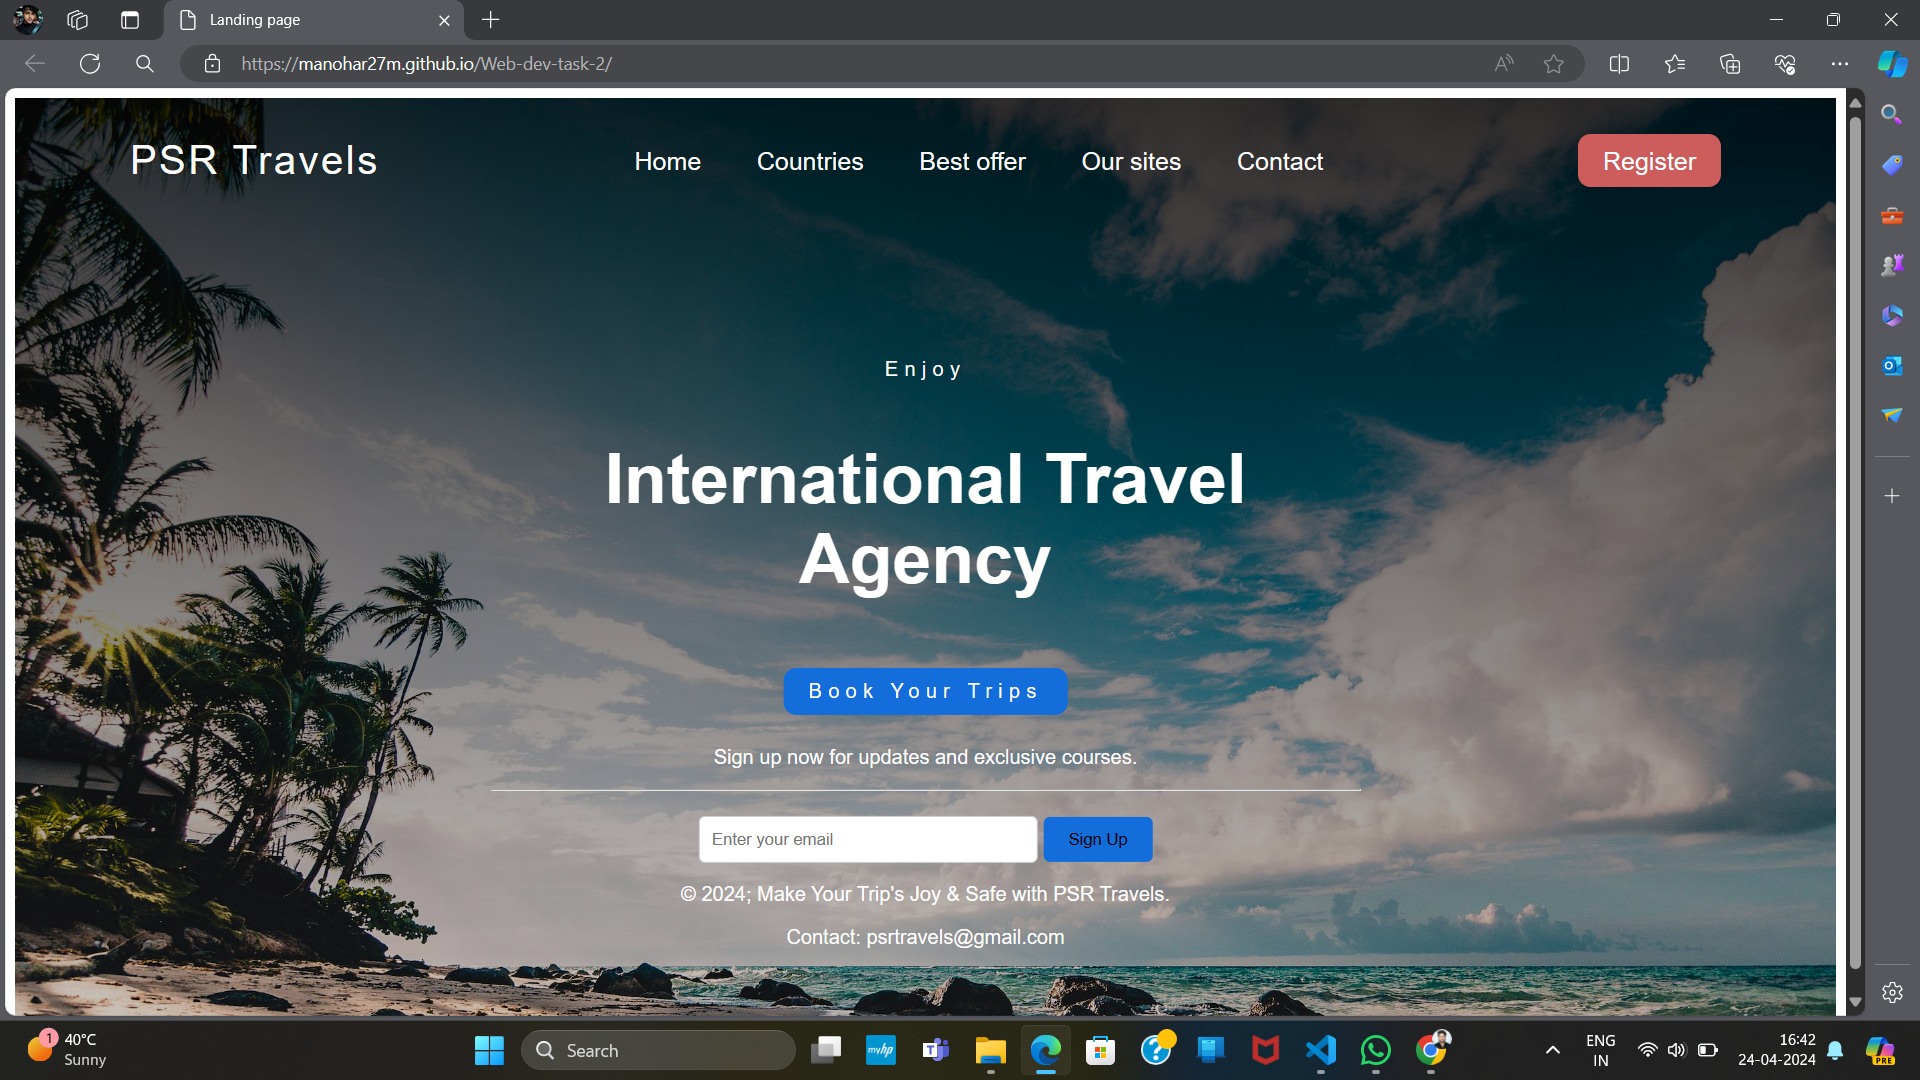 Landing page
https://manohar27m.github.io/Web-dev-task-2/
PSR Travels
Home
Countries
Best offer
Our sites
Contact
Register
Enjoy
International Travel
Agency
Book Your Trips
Sign up now for updates and exclusive courses.
Enter your email
Sign Up
© 2024; Make Your Trip's Joy & Safe with PSR Travels.
Contact: psrtravels@gmail.com
1
40°C
Sunny
Search
myhp
ENG
IN
16:42
24-04-2024
PRE